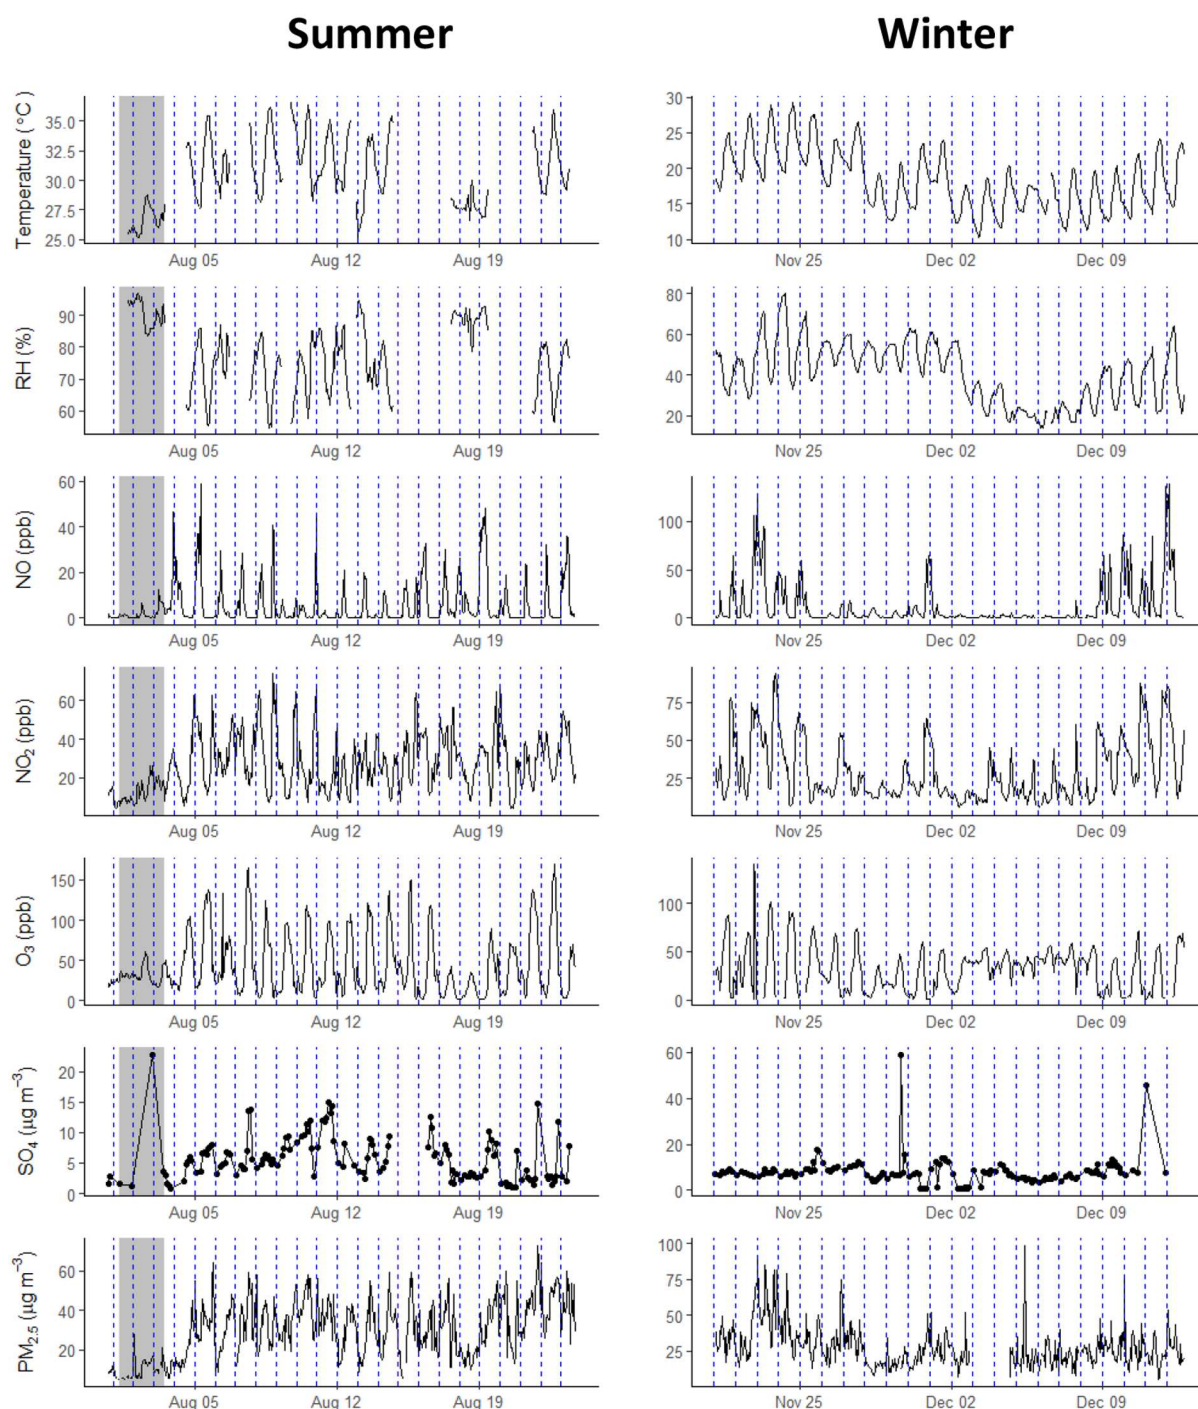 Summer Winter
Temperature (°C)
35.0
32.5
30.0
27.5
25.0
Aug 05 Aug 12 Aug 19
30
25
20
15
10
Nov 25 Dec 02 Dec 09
RH (%)
90
80
70
60
Aug 05 Aug 12 Aug 19
80
60
40
20
Nov 25 Dec 02 Dec 09
NO (ppb)
60
40
20
0
Aug 05 Aug 12 Aug 19
100
50
0
Nov 25 Dec 02 Dec 09
NO₂ (ppb)
60
40
20
Aug 05 Aug 12 Aug 19
75
50
25
Nov 25 Dec 02 Dec 09
O₃ (ppb)
150
100
50
0
Aug 05 Aug 12 Aug 19
100
50
0
Nov 25 Dec 02 Dec 09
SO₄ (µg m⁻³)
20
15
10
5
0
Aug 05 Aug 12 Aug 19
60
40
20
0
Nov 25 Dec 02 Dec 09
PM₂.₅ (µg m⁻³)
60
40
20
Aug 05 Aug 12 Aug 19
100
75
50
25
Nov 25 Dec 02 Dec 09